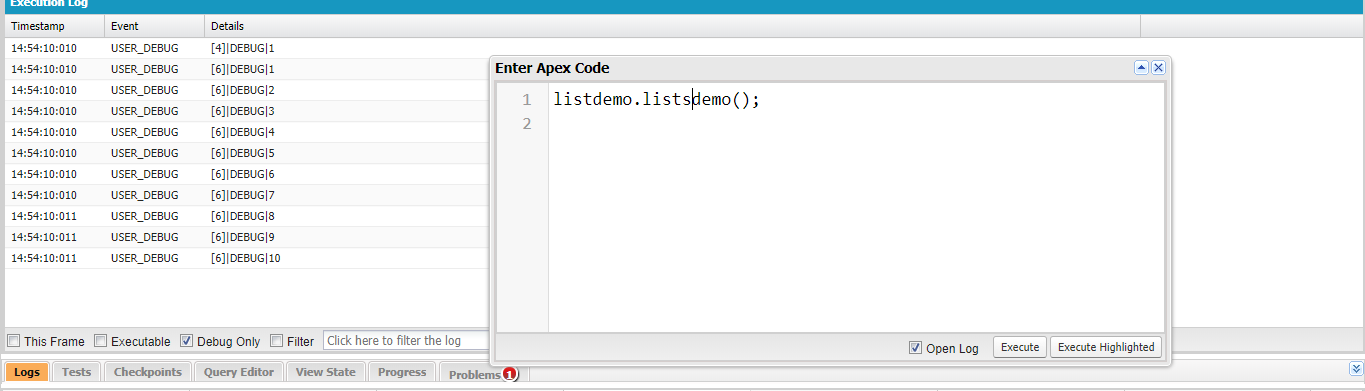 Execution Log
Timestamp Event Details
14:54:10:010 USER_DEBUG [4]|DEBUG|1
14:54:10:010 USER_DEBUG [6]|DEBUG|1
14:54:10:010 USER_DEBUG [6]|DEBUG|2
14:54:10:010 USER_DEBUG [6]|DEBUG|3
14:54:10:010 USER_DEBUG [6]|DEBUG|4
14:54:10:010 USER_DEBUG [6]|DEBUG|5
14:54:10:010 USER_DEBUG [6]|DEBUG|6
14:54:10:010 USER_DEBUG [6]|DEBUG|7
14:54:10:011 USER_DEBUG [6]|DEBUG|8
14:54:10:011 USER_DEBUG [6]|DEBUG|9
14:54:10:011 USER_DEBUG [6]|DEBUG|10
This Frame Executable Debug Only Filter Click here to filter the log
Enter Apex Code
1 listdemo.listsdemo();
2
Open Log Execute Execute Highlighted
Logs Tests Checkpoints Query Editor View State Progress Problems 1